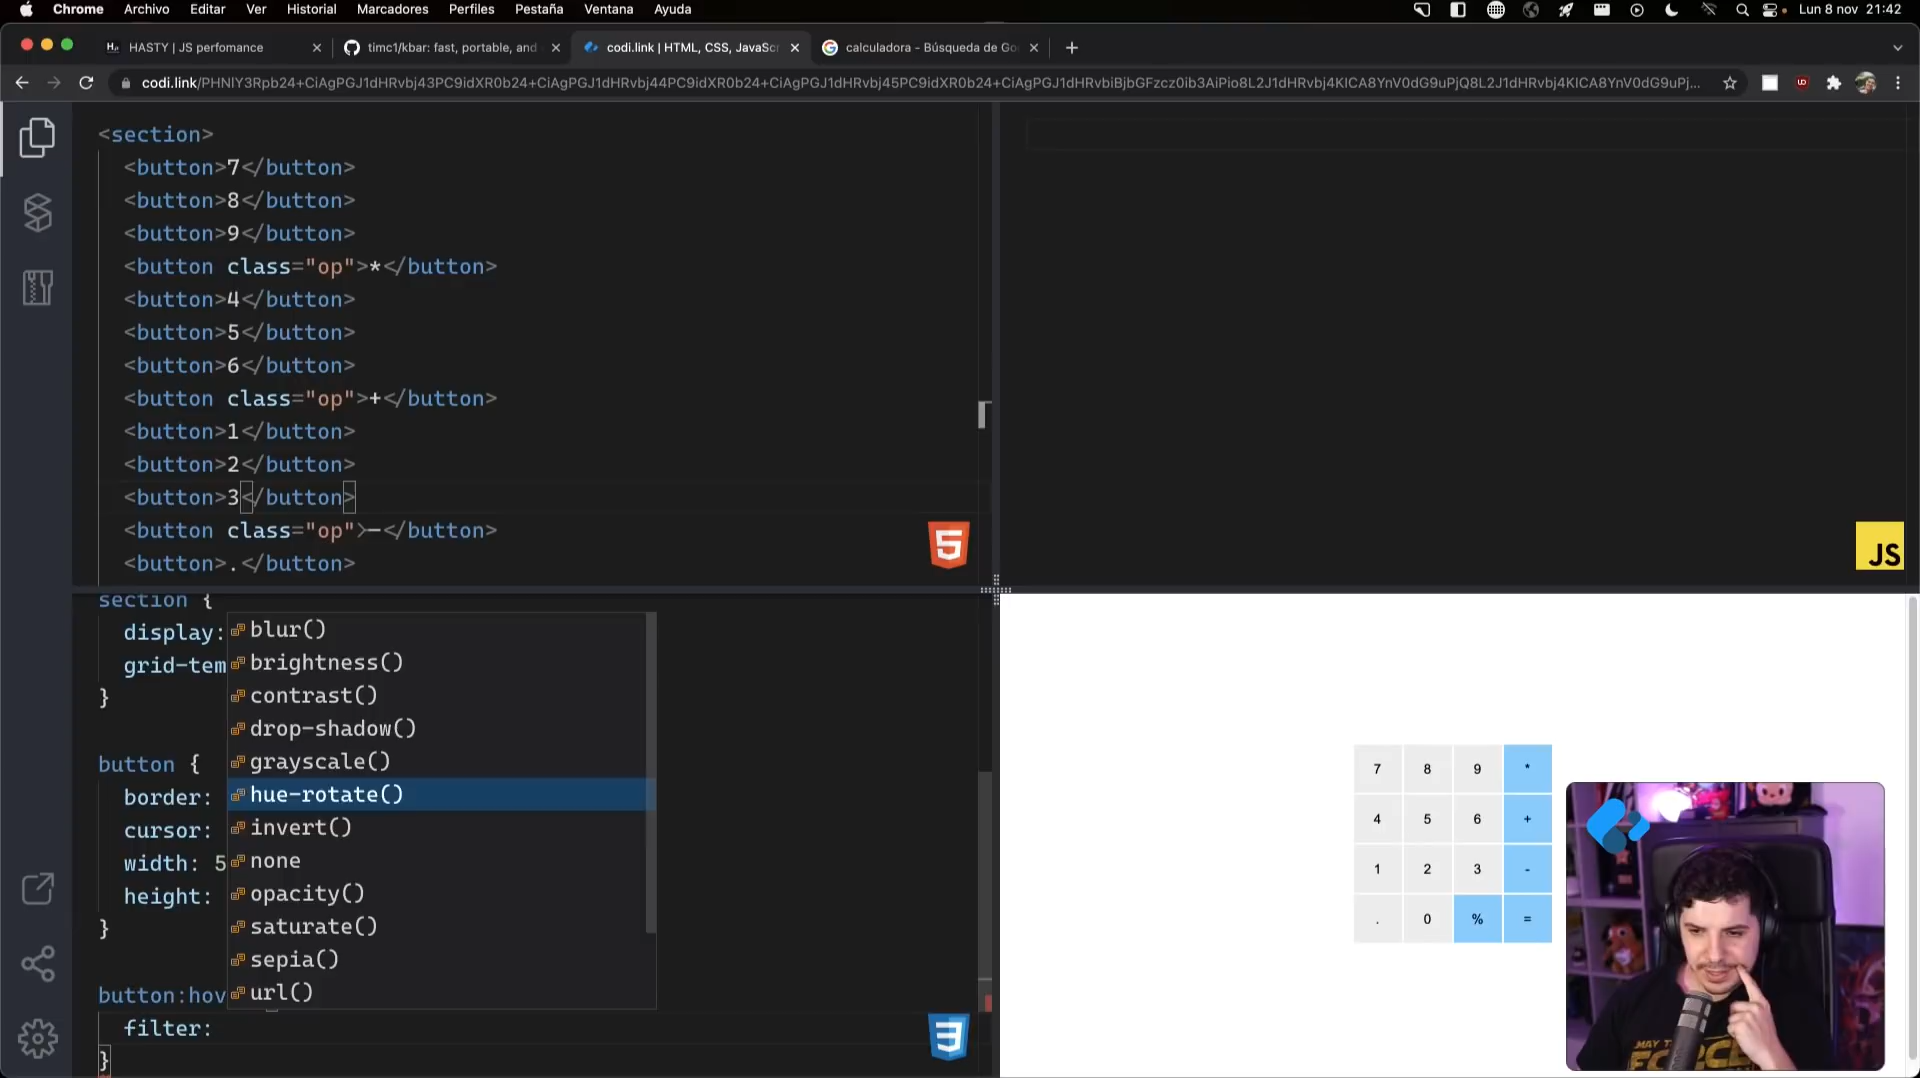 Chrome Archivo Editar Ver Historial Marcadores Perfiles Pestaña Ventana Ayuda Lun 8 nov 21:42
HASTY | JS perfomance
timc1/kbar: fast, portable, and
codi.link | HTML, CSS, JavaScr
calculadora - Búsqueda de Go
codi.link/PHNlY3Rpb24+CiAgPGJ1dHRvbj43PC9idXR0b24+CiAgPGJ1dHRvbj44PC9idXR0b24+CiAgPGJ1dHRvbj45PC9idXR0b24+CiAgPGJ1dHRvbiBjbGFzcz0ib3AiPio8L2J1dHRvbj4KICA8YnV0dG9uPjQ8L2J1dHRvbj4KICA8YnV0dG9uPj...
<section>
<button>7</button>
<button>8</button>
<button>9</button>
<button class="op">*</button>
<button>4</button>
<button>5</button>
<button>6</button>
<button class="op">+</button>
<button>1</button>
<button>2</button>
<button>3</button>
<button class="op">-</button>
<button>.</button>
5
JS
section {
display:
grid-tem
}
button {
border:
cursor:
width: 5
height:
}
button:hov
filter:
}
blur()
brightness()
contrast()
drop-shadow()
grayscale()
hue-rotate()
invert()
none
opacity()
saturate()
sepia()
url()
3
7 8 9 *
4 5 6 +
1 2 3 -
. 0 % =
MAY T
FORC